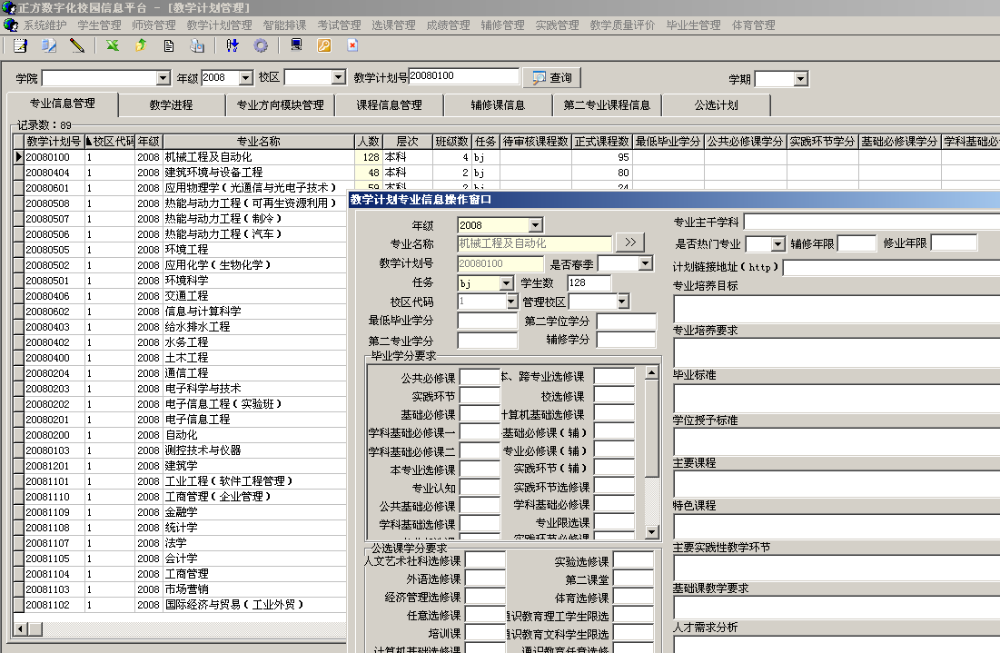 正方数字化校园信息平台 - [教学计划管理]
系统维护 学生管理 师资管理 教学计划管理 智能排课 考试管理 选课管理 成绩管理 辅修管理 实践管理 教学质量评价 毕业生管理 体育管理
学院 年级 2008 校区 教学计划号 20080100 查询 学期
专业信息管理 教学进程 专业方向模块管理 课程信息管理 辅修课信息 第二专业课程信息 公选计划
记录数：89
教学计划号 校区代码 年级 专业名称 人数 层次 班级数 任务 待审核课程数 正式课程数 最低毕业学分 公共必修课学分 实践环节学分 基础必修课学分 学科基础必
20080100 1 2008 机械工程及自动化 128 本科 4 bj 95
20080404 1 2008 建筑环境与设备工程 48 本科 2 bj 80
20080601 1 2008 应用物理学(光通信与光电子技术) 59 本科 2 bj 24
20080508 1 2008 热能与动力工程(可再生资源利用)
20080507 1 2008 热能与动力工程(制冷)
20080506 1 2008 热能与动力工程(汽车)
20080505 1 2008 环境工程
20080502 1 2008 应用化学(生物化学)
20080501 1 2008 环境科学
20080406 1 2008 交通工程
20080602 1 2008 信息与计算科学
20080403 1 2008 给水排水工程
20080402 1 2008 水务工程
20080400 1 2008 土木工程
20080204 1 2008 通信工程
20080203 1 2008 电子科学与技术
20080202 1 2008 电子信息工程(实验班)
20080201 1 2008 电子信息工程
20080200 1 2008 自动化
20080103 1 2008 测控技术与仪器
20081201 1 2008 建筑学
20081101 1 2008 工业工程(软件工程管理)
20081110 1 2008 工商管理(企业管理)
20081109 1 2008 金融学
20081108 1 2008 统计学
20081107 1 2008 法学
20081105 1 2008 会计学
20081104 1 2008 工商管理
20081103 1 2008 市场营销
20081102 1 2008 国际经济与贸易(工业外贸)
教学计划专业信息操作窗口
年级 2008
专业名称 机械工程及自动化 >>
教学计划号 20080100 是否春季
任务 bj 学生数 128
校区代码 1 管理校区
最低毕业学分 第二学位学分
第二专业学分 辅修学分
毕业学分要求
公共必修课 本、跨专业选修课
实践环节 校选修课
基础必修课 计算机基础选修课
学科基础必修课一 基础必修课(辅)
学科基础必修课二 专业必修课(辅)
本专业选修课 实践环节(辅)
专业认知 实践环节选修课
公共基础必修课 学科基础必修课
学科基础选修课 专业限选课
实践环节必修课
公选课学分要求
人文艺术社科选修课 实验选修课
外语选修课 第二课堂
经济管理选修课 体育选修课
任意选修课 通识教育理工学生限选
培训课 通识教育文科学生限选
计算机基础选修课 通识教育任意选修
专业主干学科
是否热门专业 辅修年限 修业年限
计划链接地址(http)
专业培养目标
专业培养要求
毕业标准
学位授予标准
主要课程
特色课程
主要实践性教学环节
基础课教学要求
人才需求分析